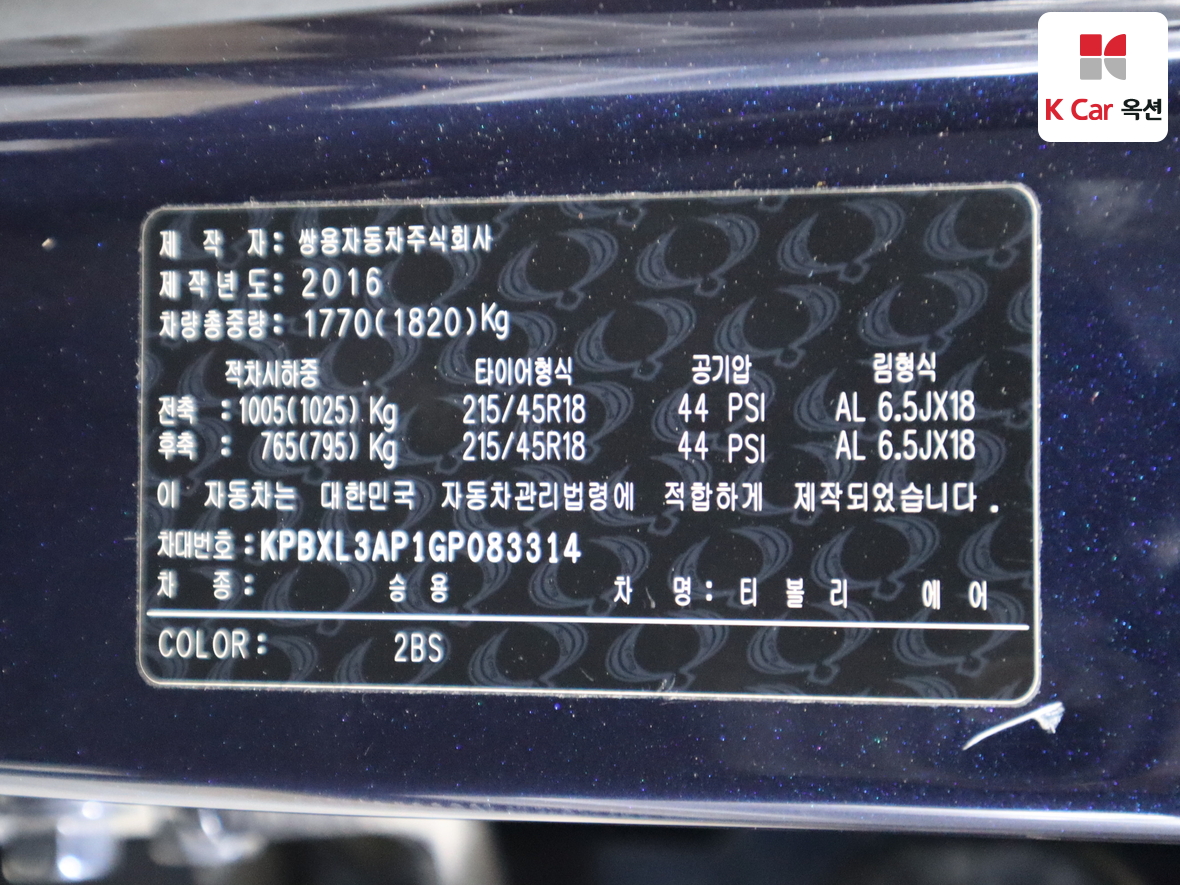 K Car 옥션
제 작 자: 쌍용자동차주식회사
제작년도: 2016
차량총중량: 1770(1820)Kg
적차시하중 타이어형식 공기압 림형식
전축 :1005(1025) Kg 215/45R18 44 PSI AL 6.5JX18
후축 : 765(795) Kg 215/45R18 44 PSI AL 6.5JX18
이 자동차는 대한민국 자동차관리법령에 적합하게 제작되었습니다.
차대번호 :KPBXL3AP1GP083314
차 종: 승 용 차 명: 티 볼 리 에 어
COLOR: 2BS